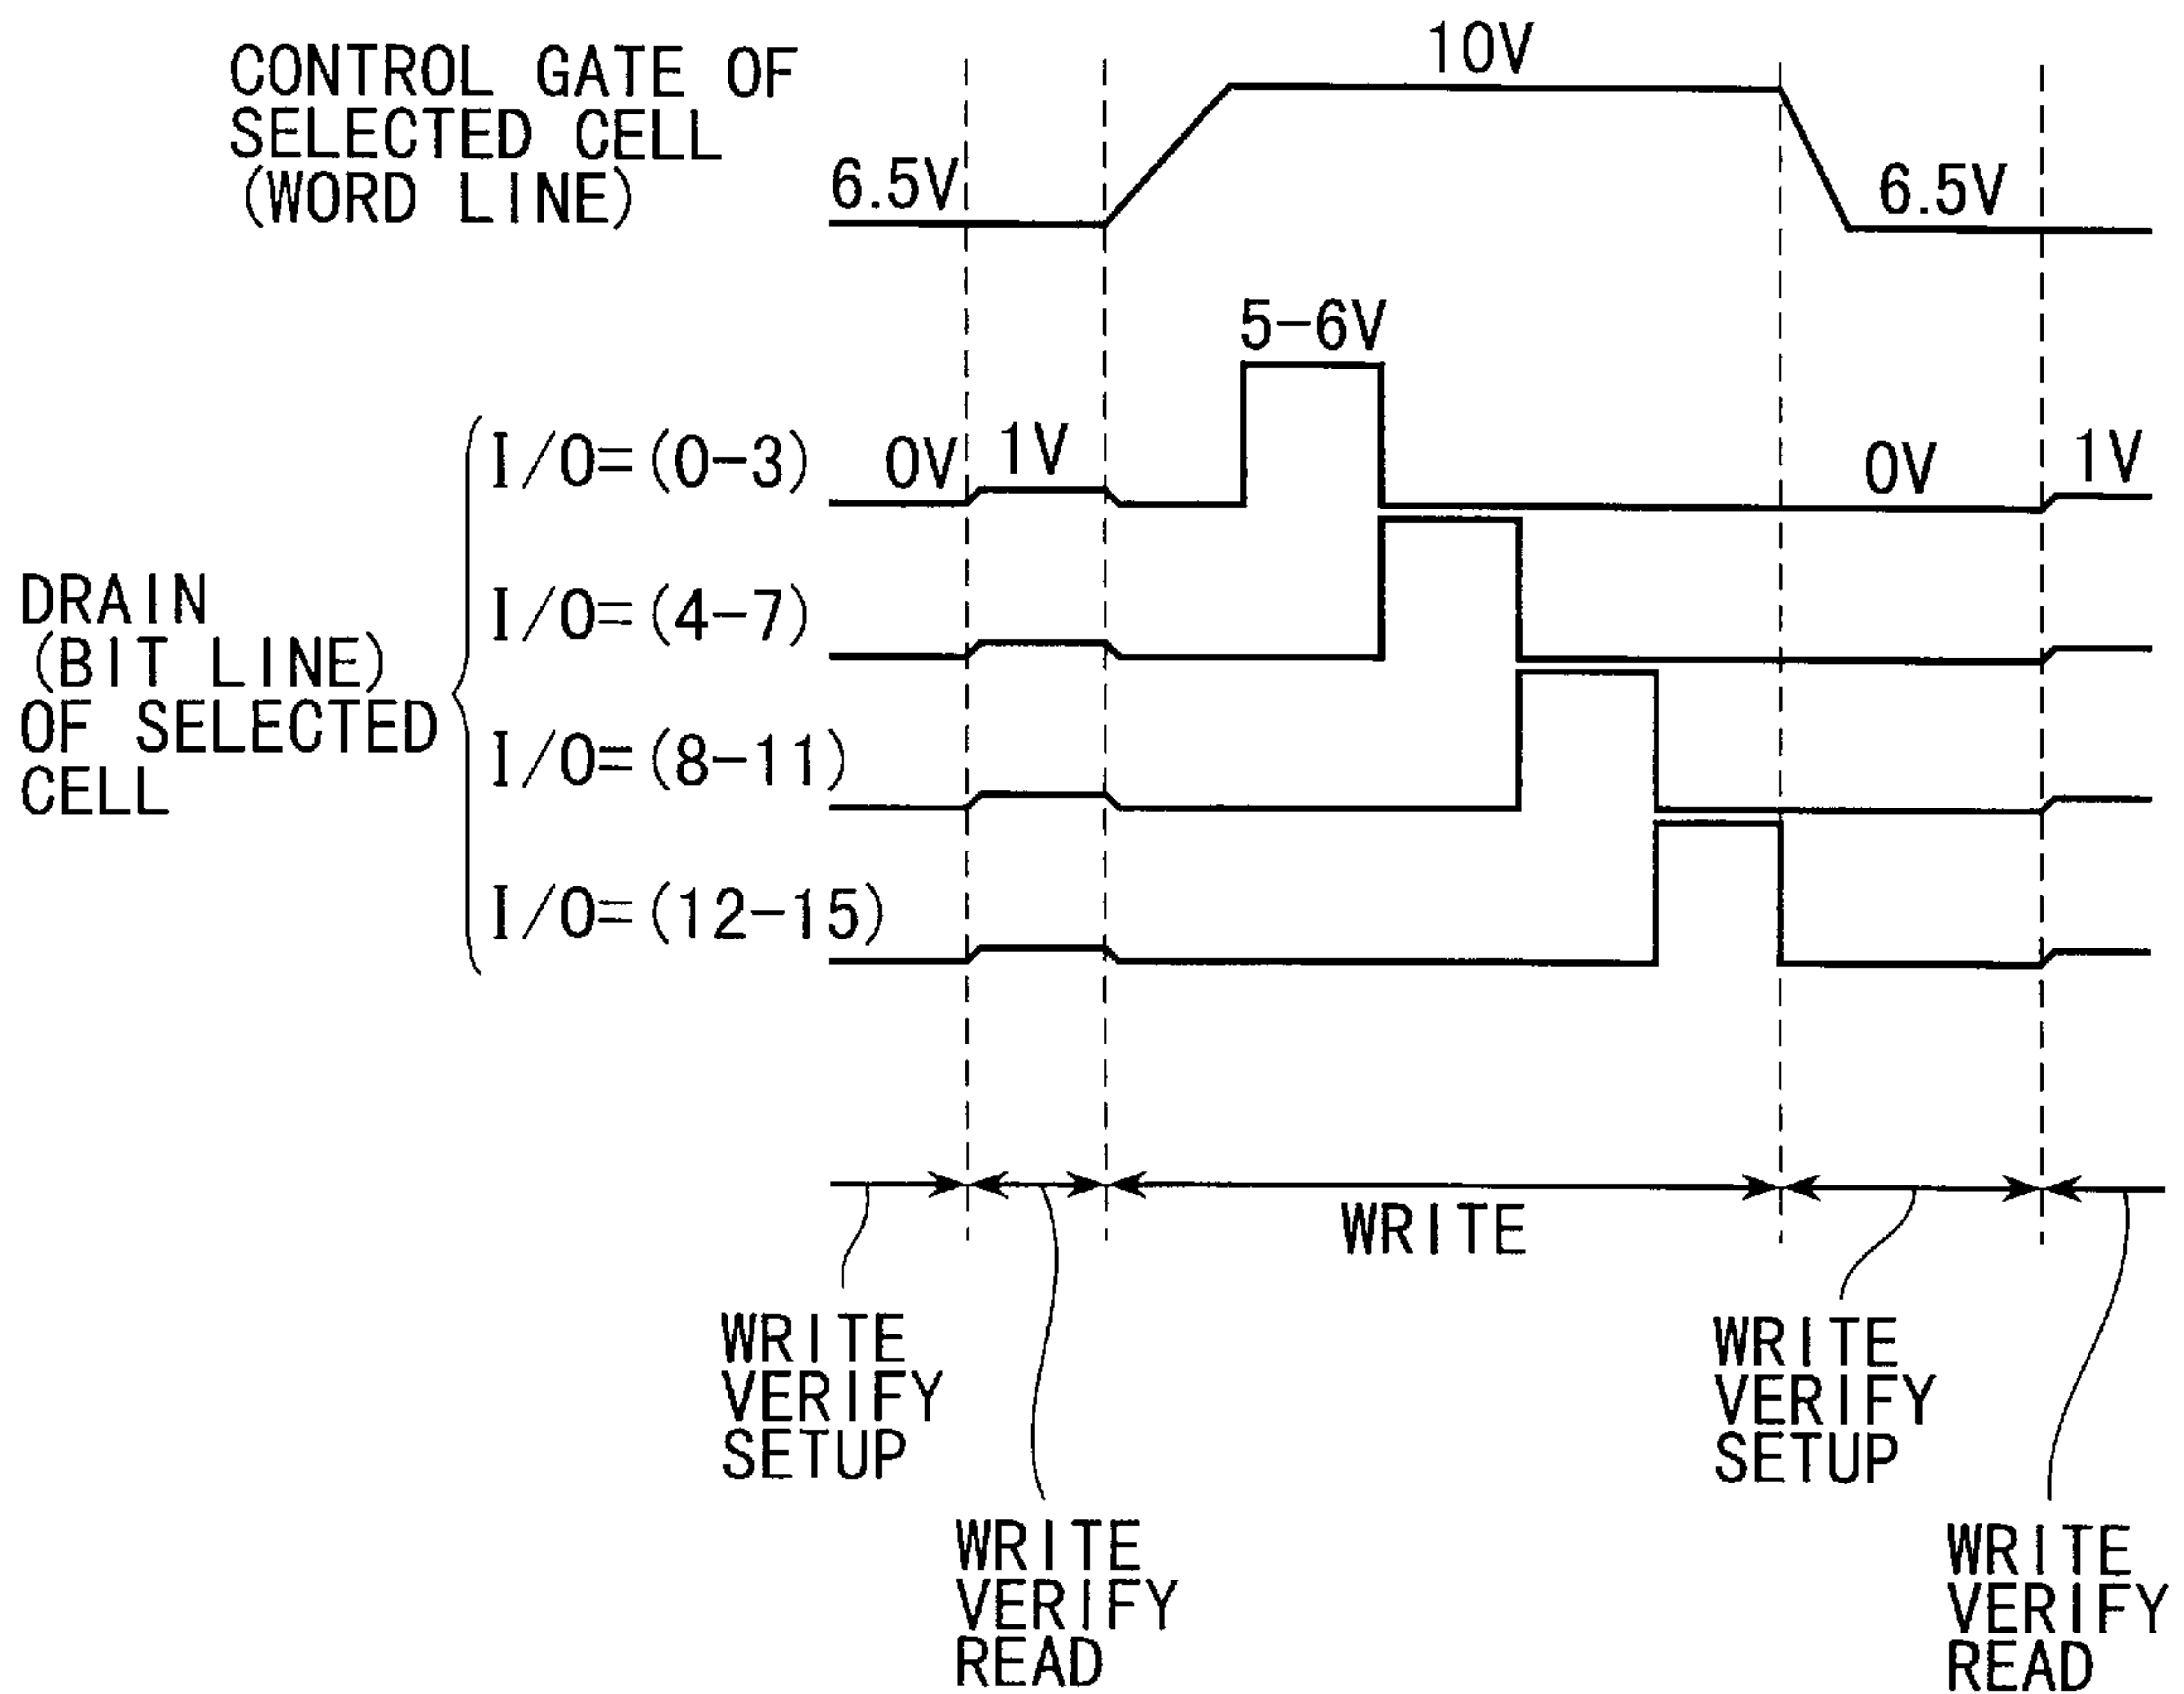 CONTROL GATE OF
SELECTED CELL
(WORD LINE)
10V
6.5V
6.5V
5-6V
DRAIN
(BIT LINE)
OF SELECTED
CELL
I/O=(0-3)
0V
1V
0V
1V
I/O=(4-7)
I/O=(8-11)
I/O=(12-15)
WRITE
WRITE
VERIFY
SETUP
WRITE
VERIFY
READ
WRITE
VERIFY
SETUP
WRITE
VERIFY
READ